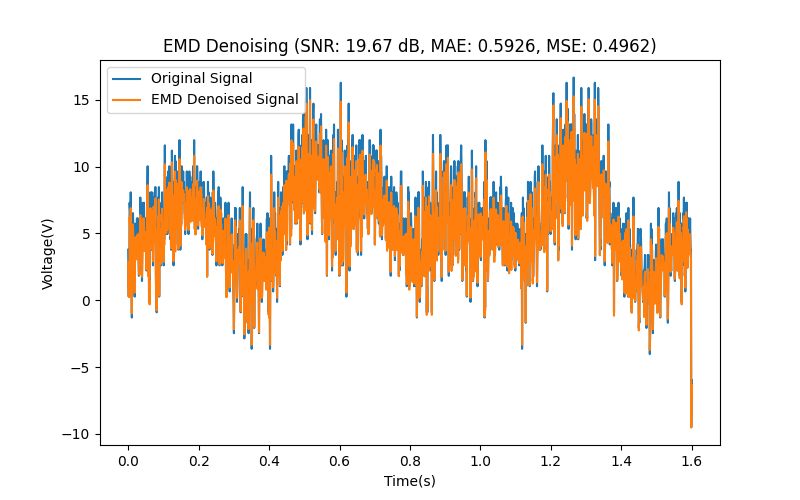 EMD Denoising (SNR: 19.67 dB, MAE: 0.5926, MSE: 0.4962)
Original Signal
EMD Denoised Signal
15
10
5
0
−5
−10
Voltage(V)
0.0 0.2 0.4 0.6 0.8 1.0 1.2 1.4 1.6
Time(s)